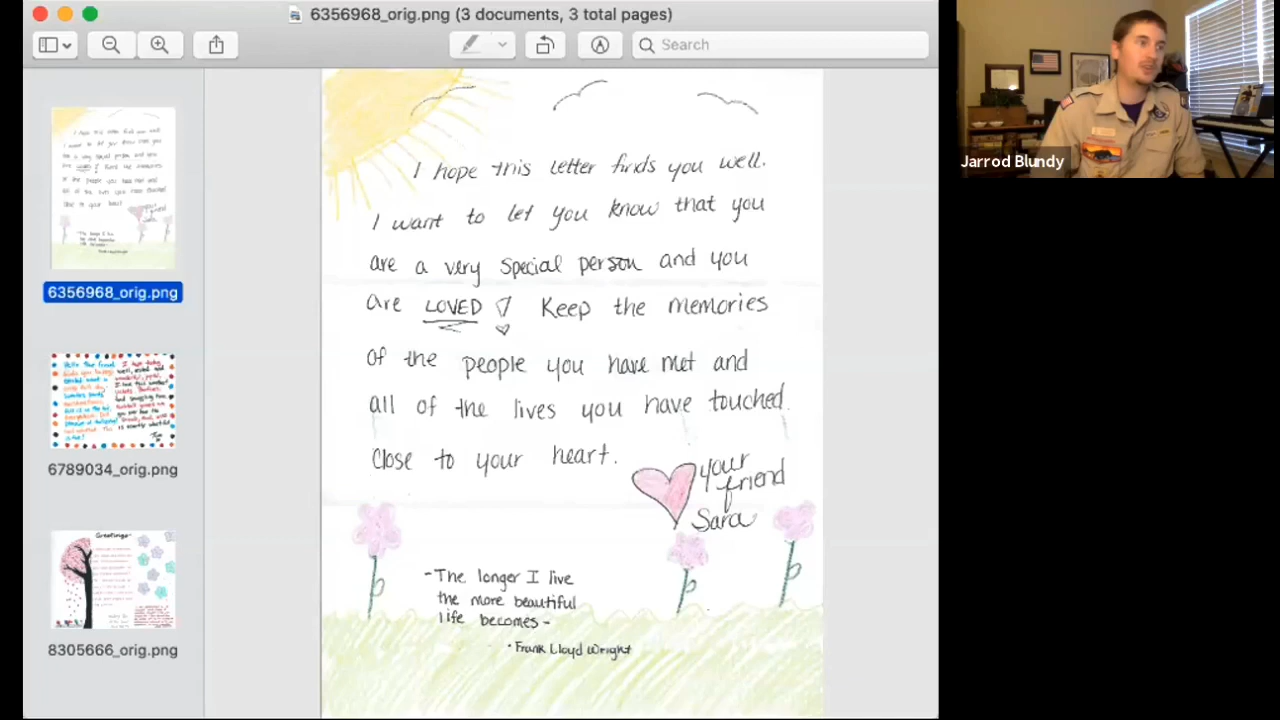 6356968_orig.png (3 documents, 3 total pages)
Search
I hope this letter finds you well.
I want to let you know that you
are a very special person and you
are LOVED! Keep the memories
of the people you have met and
all of the lives you have touched
close to your heart.
your
friend
Sara
-The longer I live
the more beautiful
life becomes-
·Frank Lloyd Wright
6356968_orig.png
6789034_orig.png
Greetings-
8305666_orig.png
Jarrod Blundy